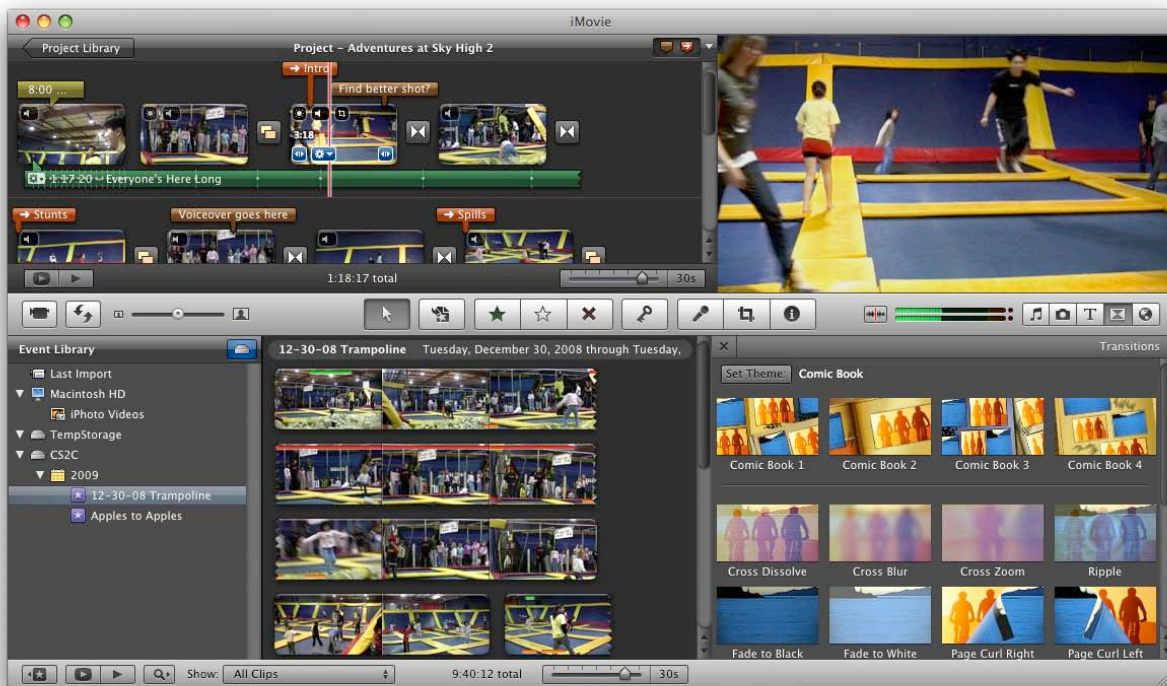 iMovie
Project Library
Project - Adventures at Sky High 2
→ Intro
8:00 ...
Find better shot?
3:18
1:17:20 - Everyone's Here Long
→ Stunts
Voiceover goes here
→ Spills
1:18:17 total
30s
Event Library
12-30-08 Trampoline Tuesday, December 30, 2008 through Tuesday,
Transitions
Last Import
Macintosh HD
iPhoto Videos
TempStorage
CS2C
2009
12-30-08 Trampoline
Apples to Apples
Set Theme: Comic Book
Comic Book 1
Comic Book 2
Comic Book 3
Comic Book 4
Cross Dissolve
Cross Blur
Cross Zoom
Ripple
Fade to Black
Fade to White
Page Curl Right
Page Curl Left
Show: All Clips
9:40:12 total
30s